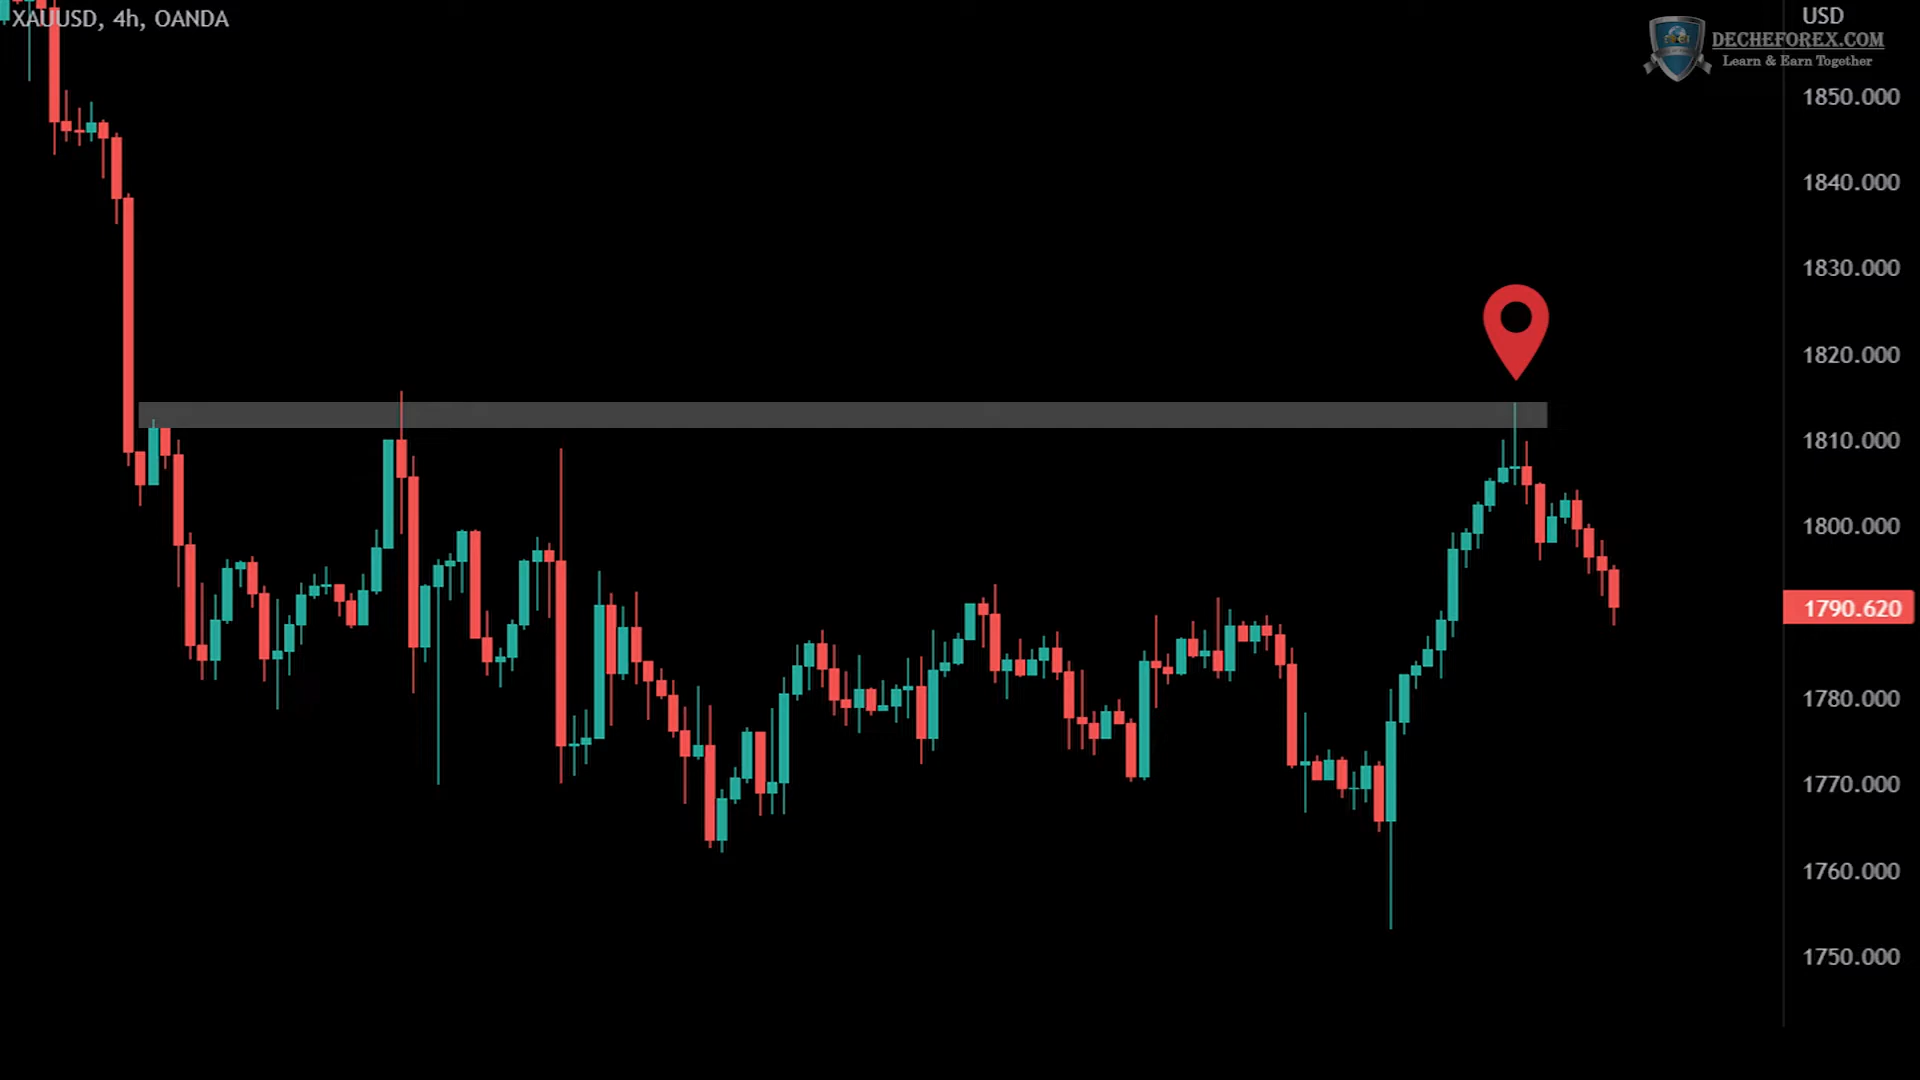 XAUUSD, 4h, OANDA
USD
DECHEFOREX.COM
Learn & Earn Together
1850.000
1840.000
1830.000
1820.000
1810.000
1800.000
1790.620
1780.000
1770.000
1760.000
1750.000